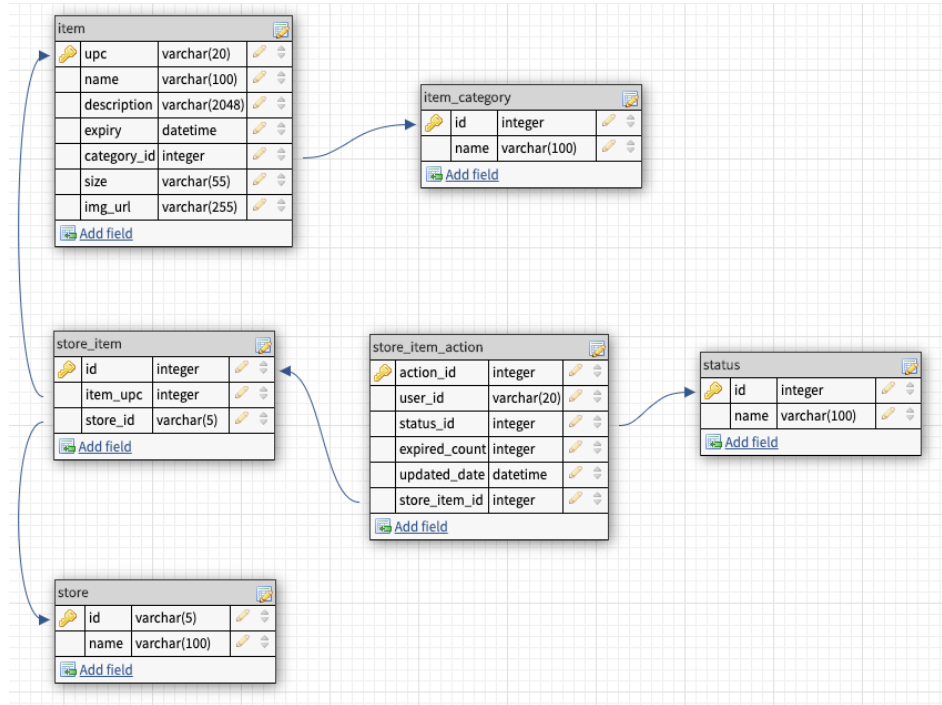 item
upc varchar(20)
name varchar(100)
description varchar(2048)
expiry datetime
category_id integer
size varchar(55)
img_url varchar(255)
Add field
item_category
id integer
name varchar(100)
Add field
store_item
id integer
item_upc integer
store_id varchar(5)
Add field
store_item_action
action_id integer
user_id varchar(20)
status_id integer
expired_count integer
updated_date datetime
store_item_id integer
Add field
status
id integer
name varchar(100)
Add field
store
id varchar(5)
name varchar(100)
Add field